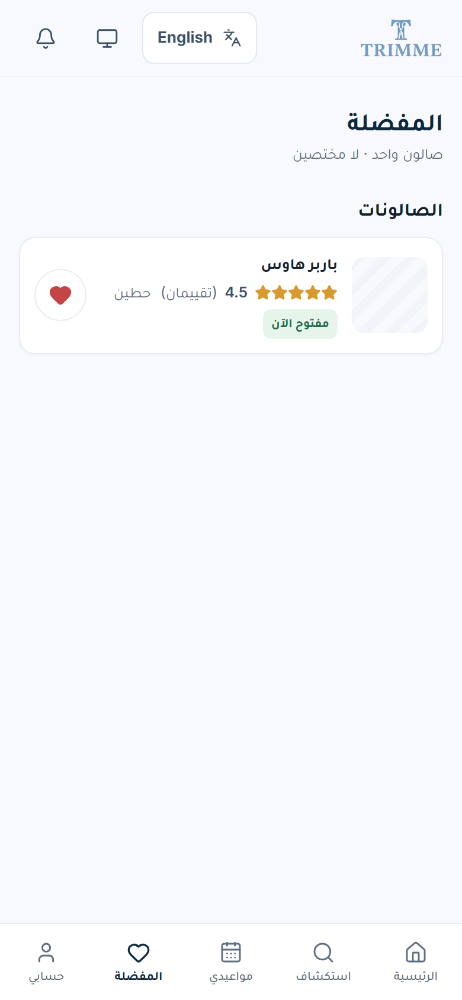 TRIMME
English
المفضلة
صالون واحد · لا مختصين
الصالونات
باربر هاوس
4.5 (تقييمان) حطين
مفتوح الآن
الرئيسية
استكشاف
مواعيدي
المفضلة
حسابي